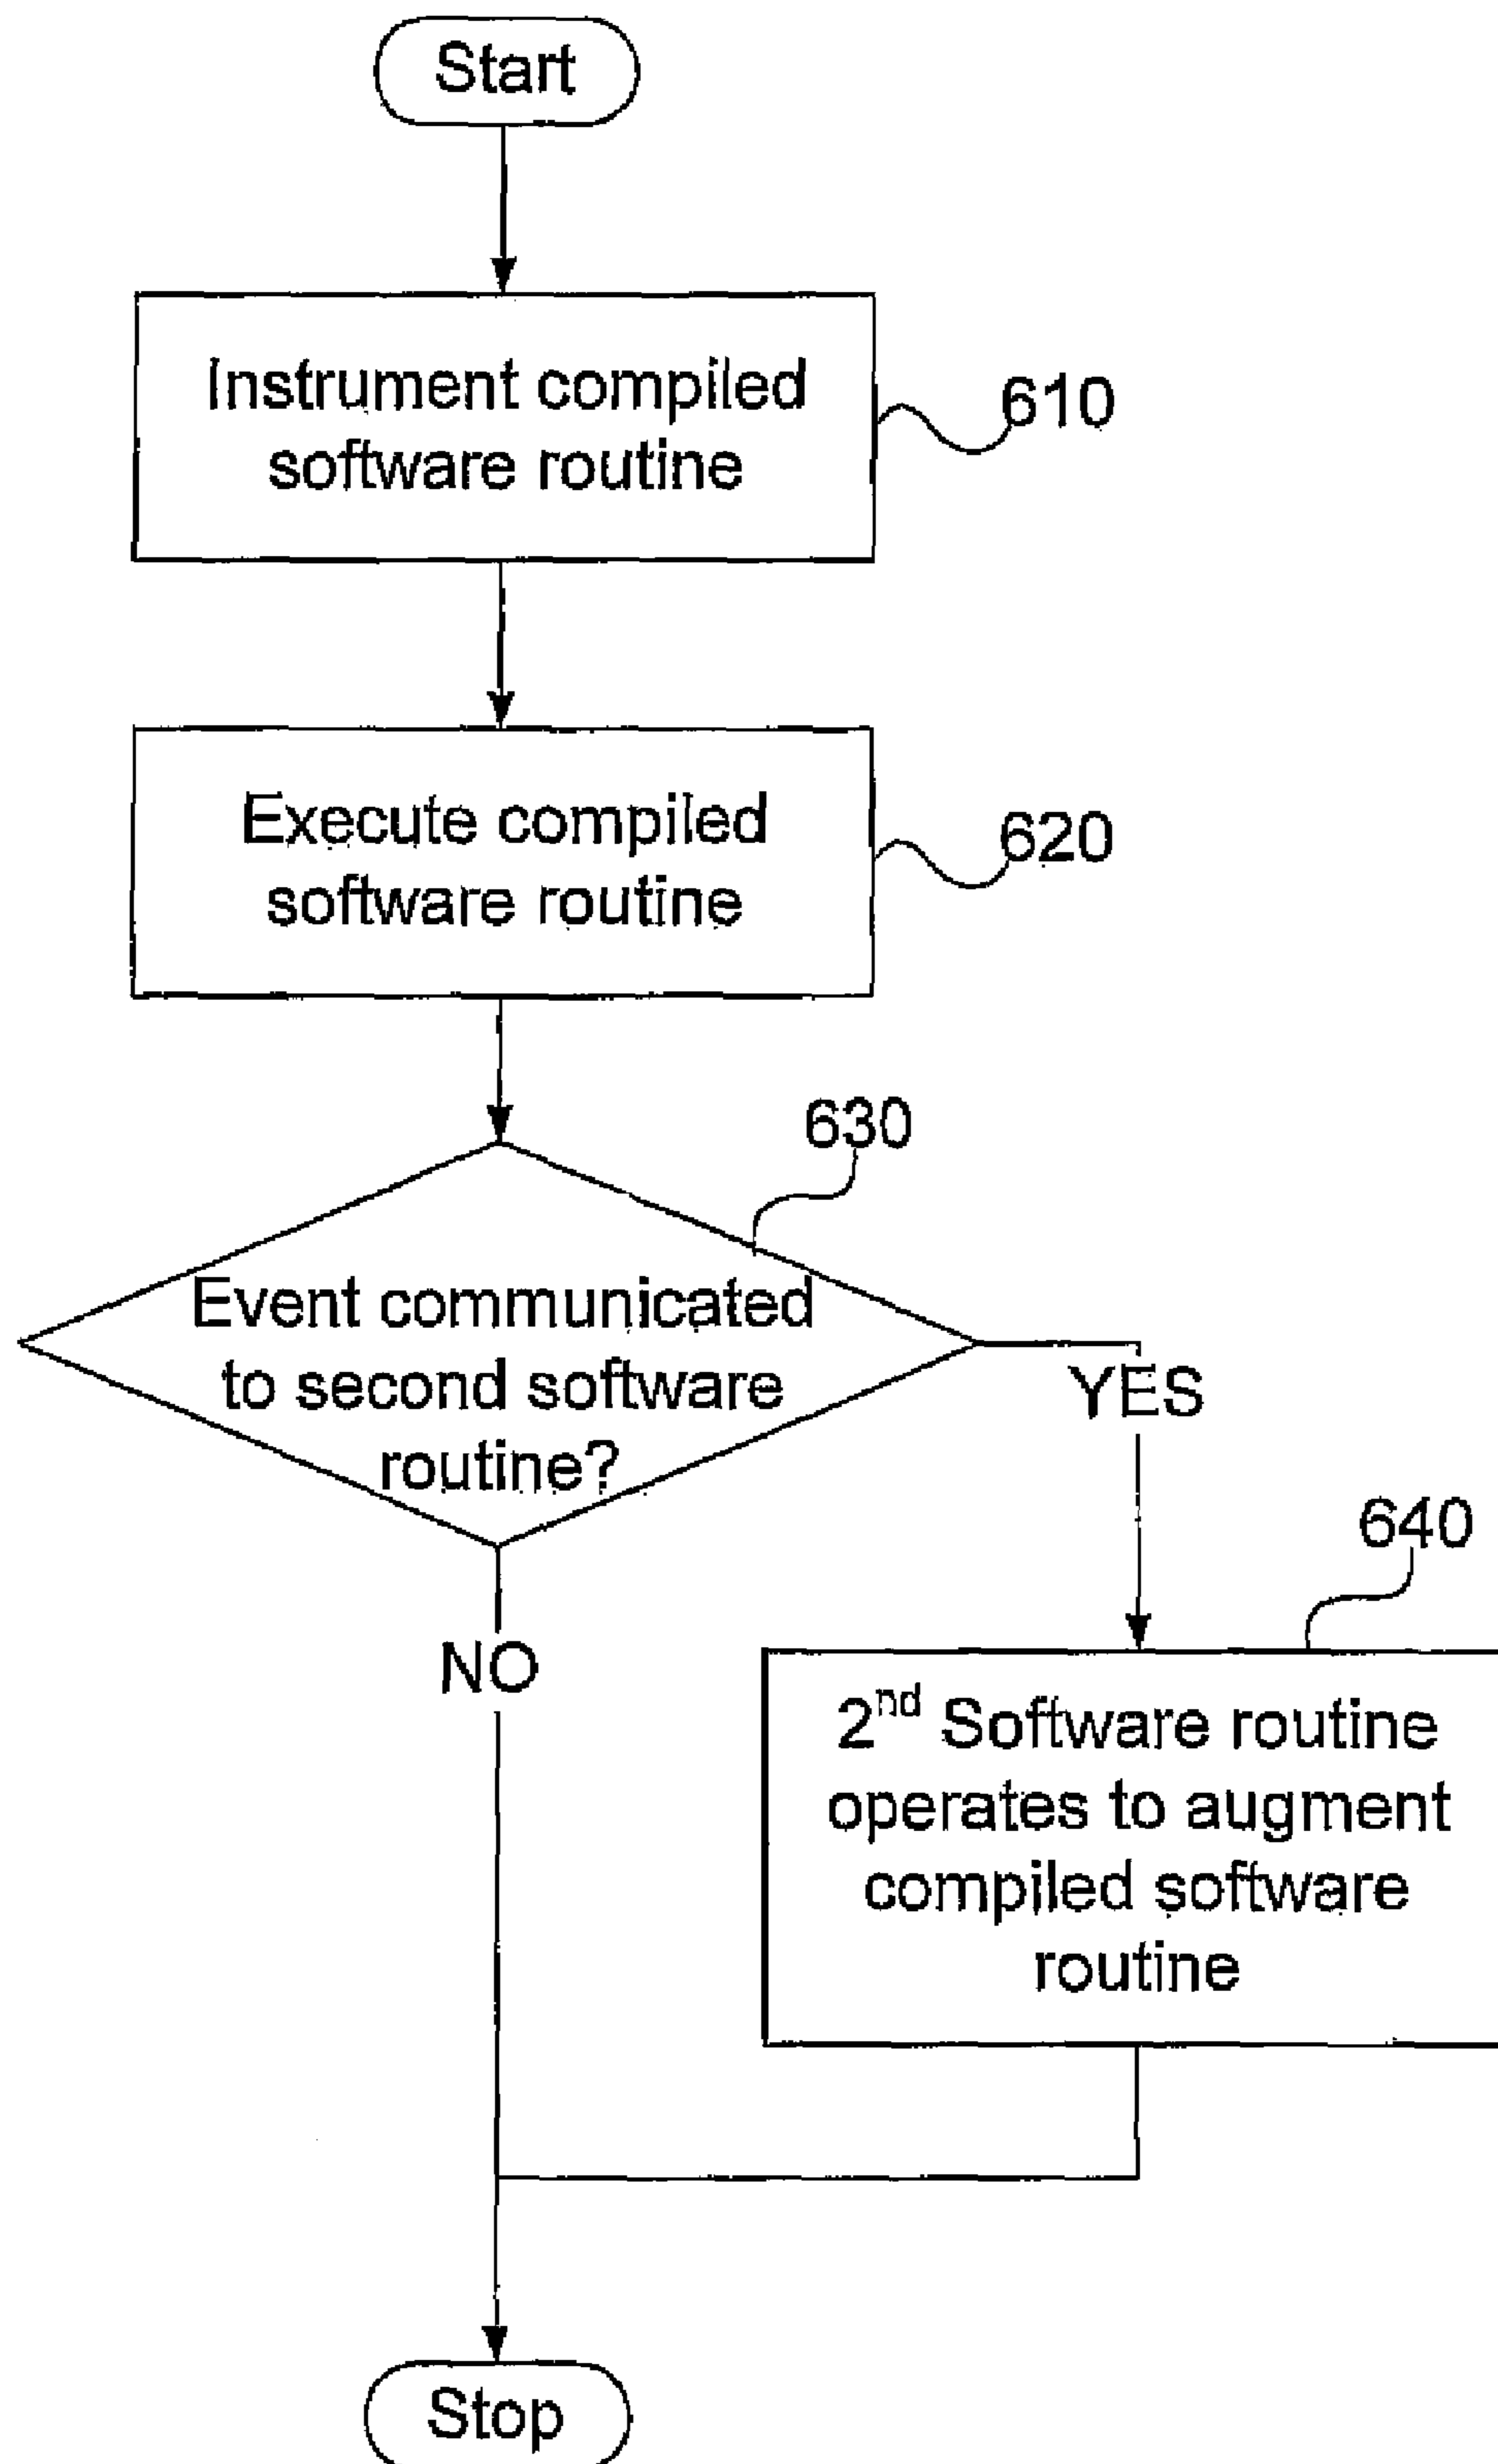 Start
Instrument compiled
software routine
610
Execute compiled
software routine
620
630
Event communicated
to second software
routine?
YES
NO
640
2nd Software routine
operates to augment
compiled software
routine
Stop